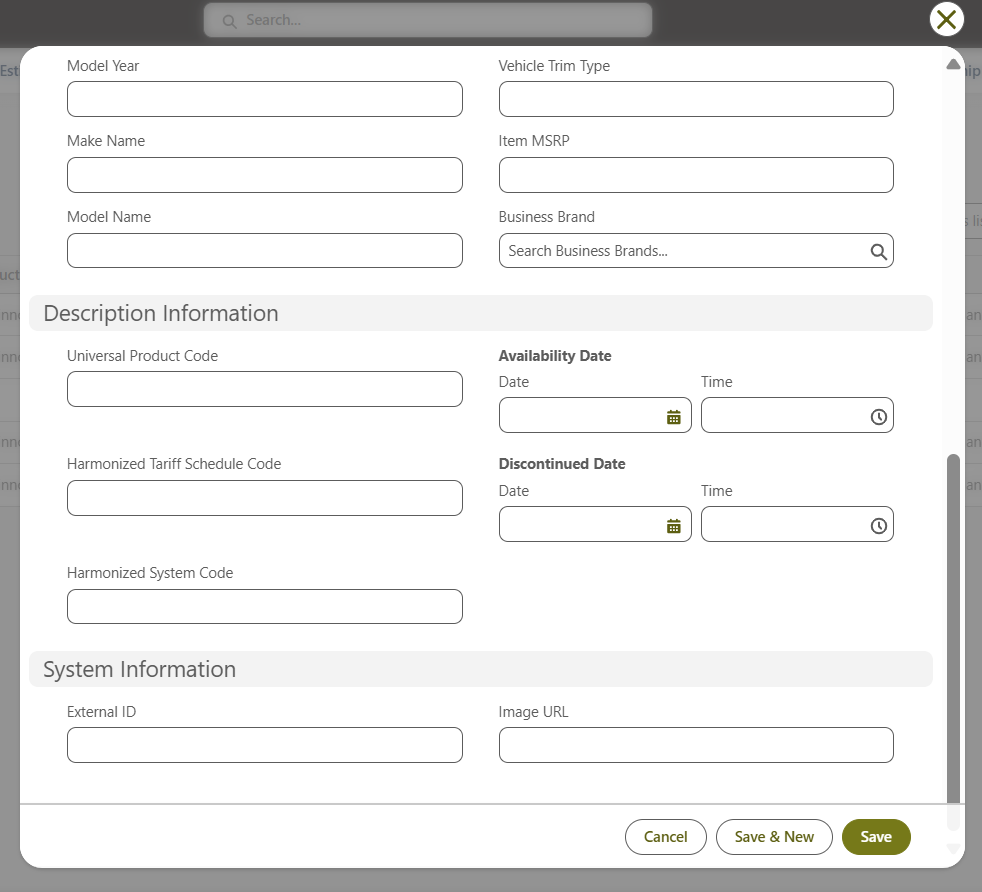 Search...
Model Year
Vehicle Trim Type
Make Name
Item MSRP
Model Name
Business Brand
Search Business Brands...
Description Information
Universal Product Code
Availability Date
Date
Time
Harmonized Tariff Schedule Code
Discontinued Date
Date
Time
Harmonized System Code
System Information
External ID
Image URL
Cancel
Save & New
Save